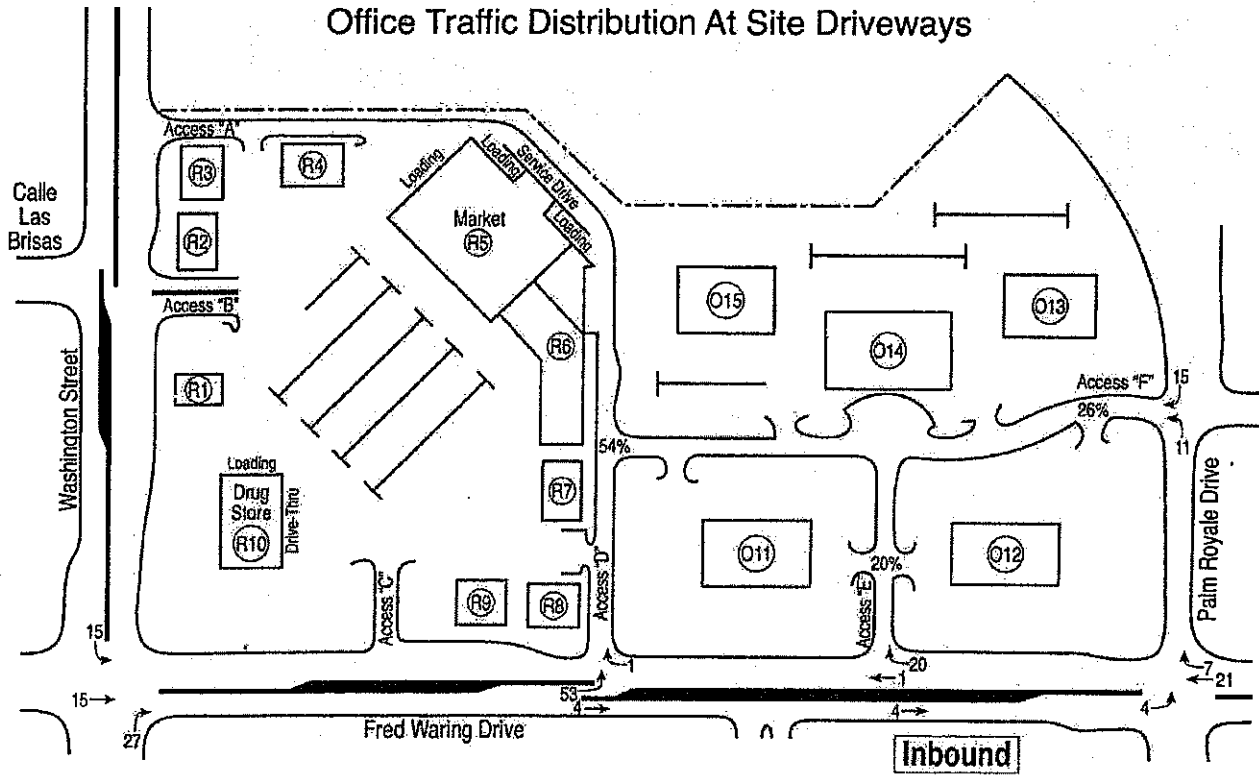 Office Traffic Distribution At Site Driveways
Access "A"
R3
R4
Loading
Loading
Service Drive
Calle
Las
Brisas
R2
Market
R5
Loading
Access "B"
O15
O13
O14
R6
Washington Street
R1
Access "F"
15
26%
11
54%
Loading
Drug
Store
R10
Drive-Thru
R7
O11
O12
20%
Palm Royale Drive
Access "C"
R9
R8
Access "D"
Access "E"
15
1
20
7
15
53
1
21
4
4
4
27
Fred Waring Drive
Inbound